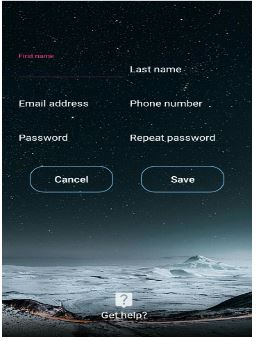 First name
Last name
Email address
Phone number
Password
Repeat password
Cancel
Save
?
Get help?